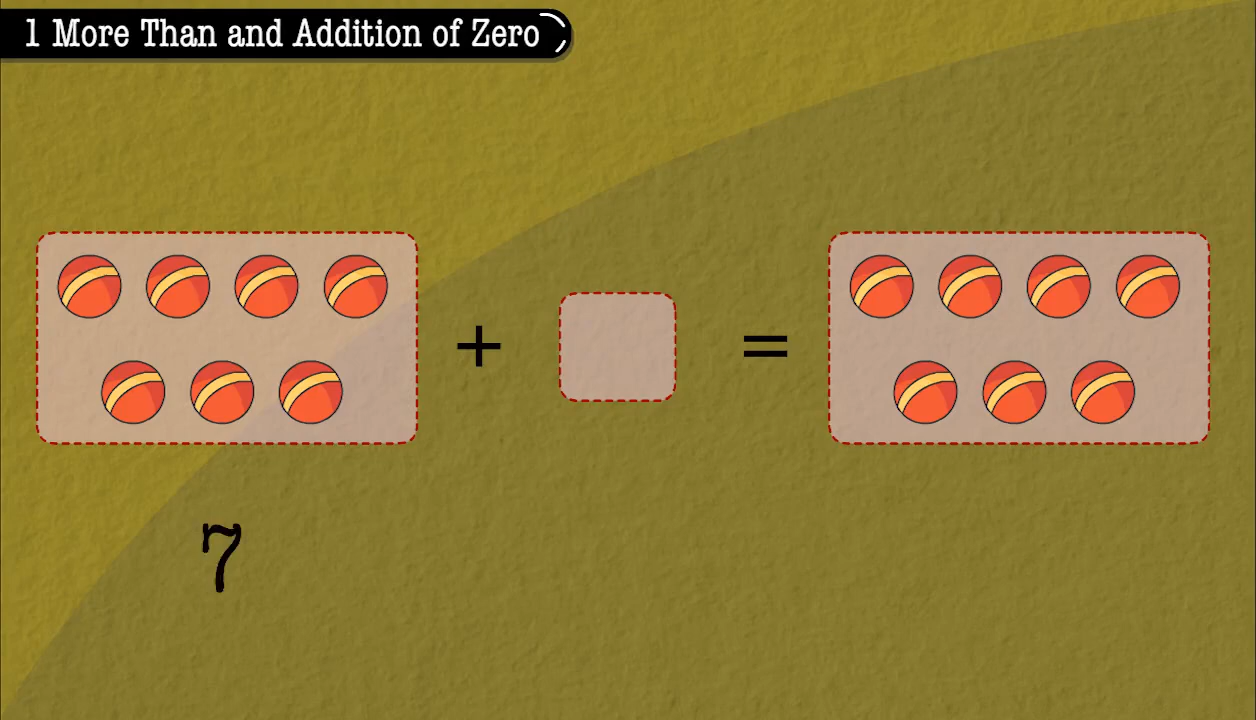 1 More Than and Addition of Zero
+ =
7